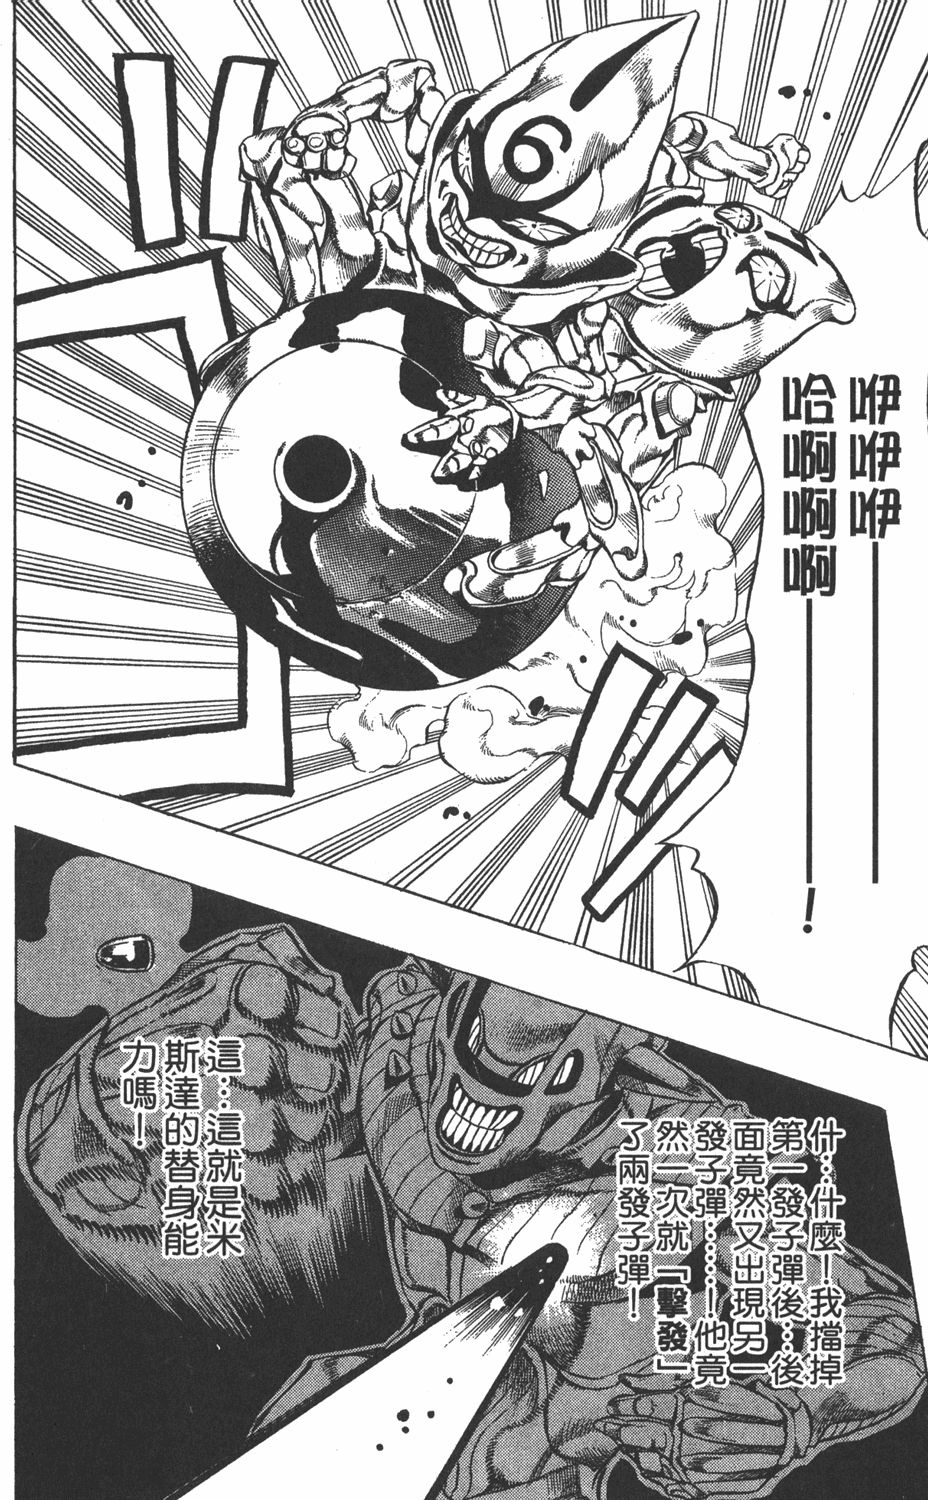 6
咿咿咿——
哈啊啊啊——！
什…什麼！我擋掉
第一發子彈後…後
面竟然又出現另一
發子彈……！他竟
然一次就「擊發」
了兩發子彈！
這…這就是米
斯達的替身能
力嗎！